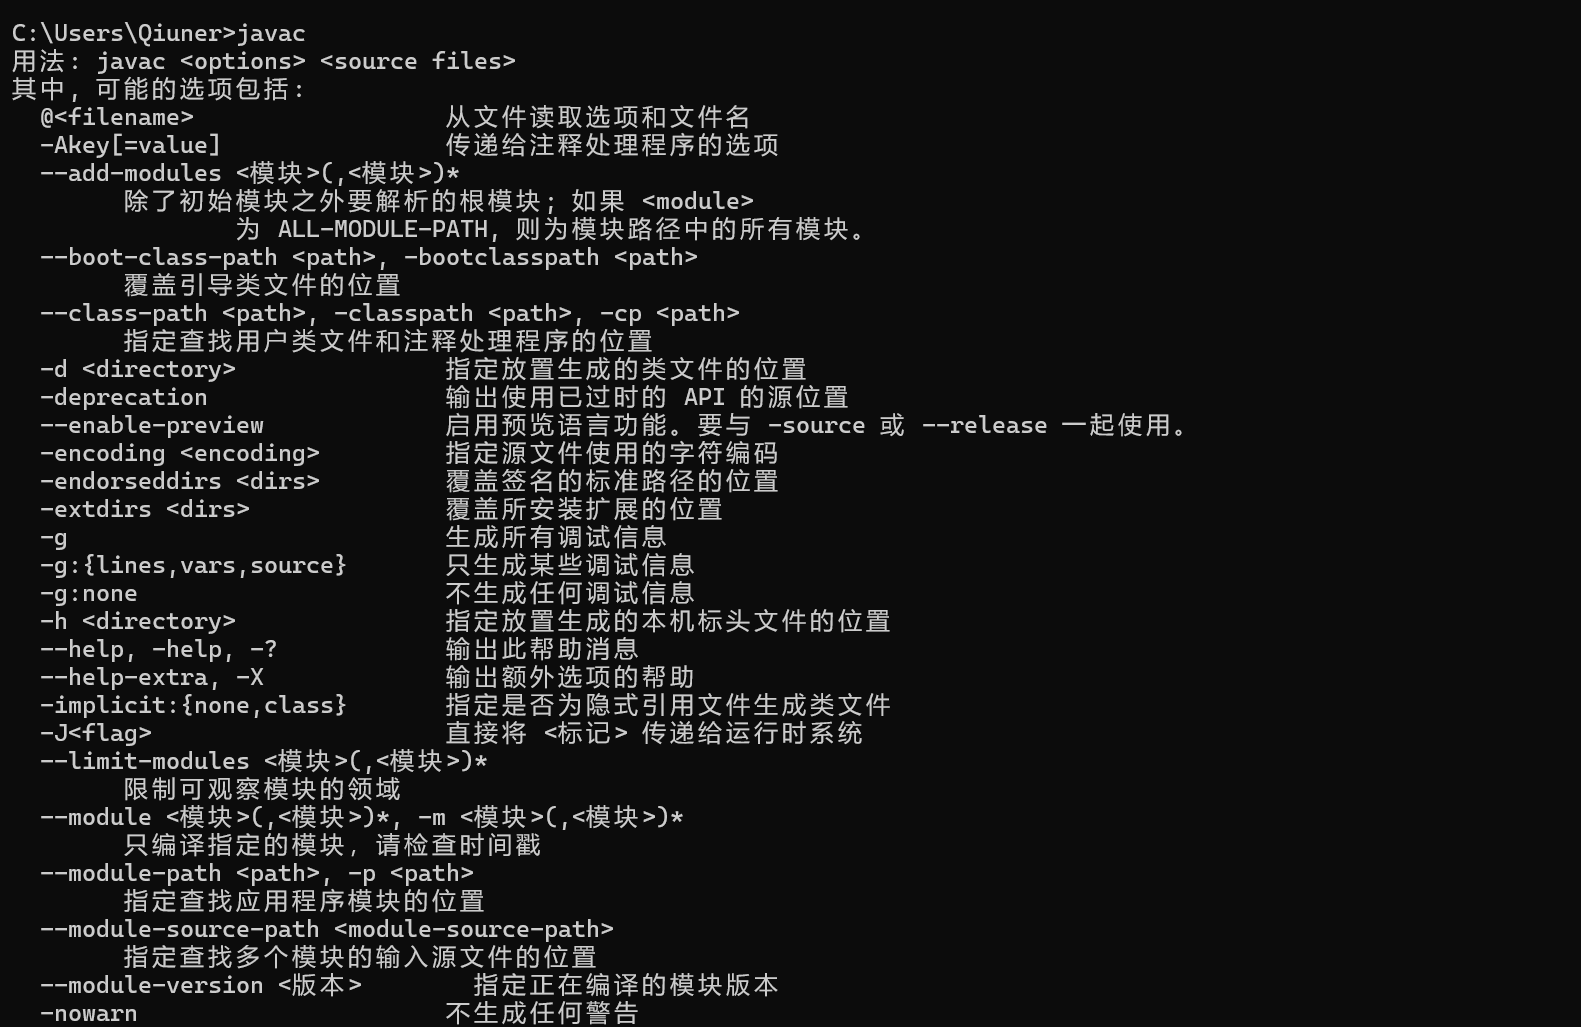 C:\Users\Qiuner>javac
用法: javac <options> <source files>
其中, 可能的选项包括:
  @<filename>                  从文件读取选项和文件名
  -Akey[=value]                传递给注释处理程序的选项
  --add-modules <模块>(,<模块>)*
        除了初始模块之外要解析的根模块; 如果 <module>
                为 ALL-MODULE-PATH, 则为模块路径中的所有模块。
  --boot-class-path <path>, -bootclasspath <path>
        覆盖引导类文件的位置
  --class-path <path>, -classpath <path>, -cp <path>
        指定查找用户类文件和注释处理程序的位置
  -d <directory>               指定放置生成的类文件的位置
  -deprecation                 输出使用已过时的 API 的源位置
  --enable-preview             启用预览语言功能。要与 -source 或 --release 一起使用。
  -encoding <encoding>         指定源文件使用的字符编码
  -endorseddirs <dirs>         覆盖签名的标准路径的位置
  -extdirs <dirs>              覆盖所安装扩展的位置
  -g                           生成所有调试信息
  -g:{lines,vars,source}       只生成某些调试信息
  -g:none                      不生成任何调试信息
  -h <directory>               指定放置生成的本机标头文件的位置
  --help, -help, -?            输出此帮助消息
  --help-extra, -X             输出额外选项的帮助
  -implicit:{none,class}       指定是否为隐式引用文件生成类文件
  -J<flag>                     直接将 <标记> 传递给运行时系统
  --limit-modules <模块>(,<模块>)*
        限制可观察模块的领域
  --module <模块>(,<模块>)*, -m <模块>(,<模块>)*
        只编译指定的模块, 请检查时间戳
  --module-path <path>, -p <path>
        指定查找应用程序模块的位置
  --module-source-path <module-source-path>
        指定查找多个模块的输入源文件的位置
  --module-version <版本>        指定正在编译的模块版本
  -nowarn                      不生成任何警告